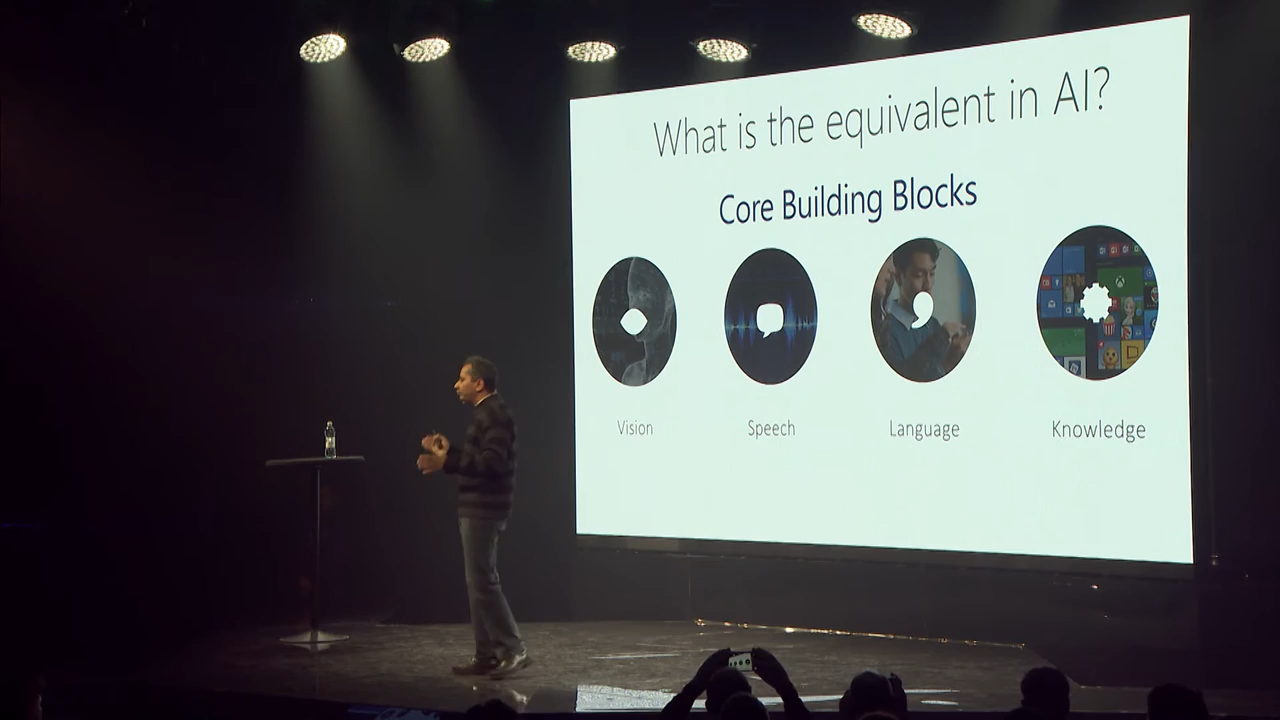 What is the equivalent in AI?
Core Building Blocks
Vision
Speech
Language
Knowledge